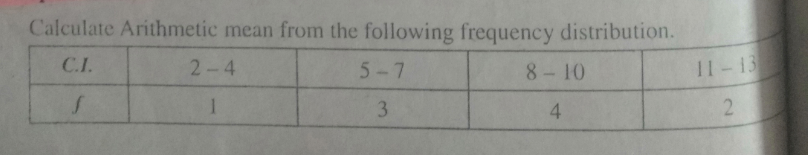 Calculate Arithmetic mean from the following frequency distribution.
C.I. 2 – 4 5 – 7 8 – 10 11 – 13
f 1 3 4 2